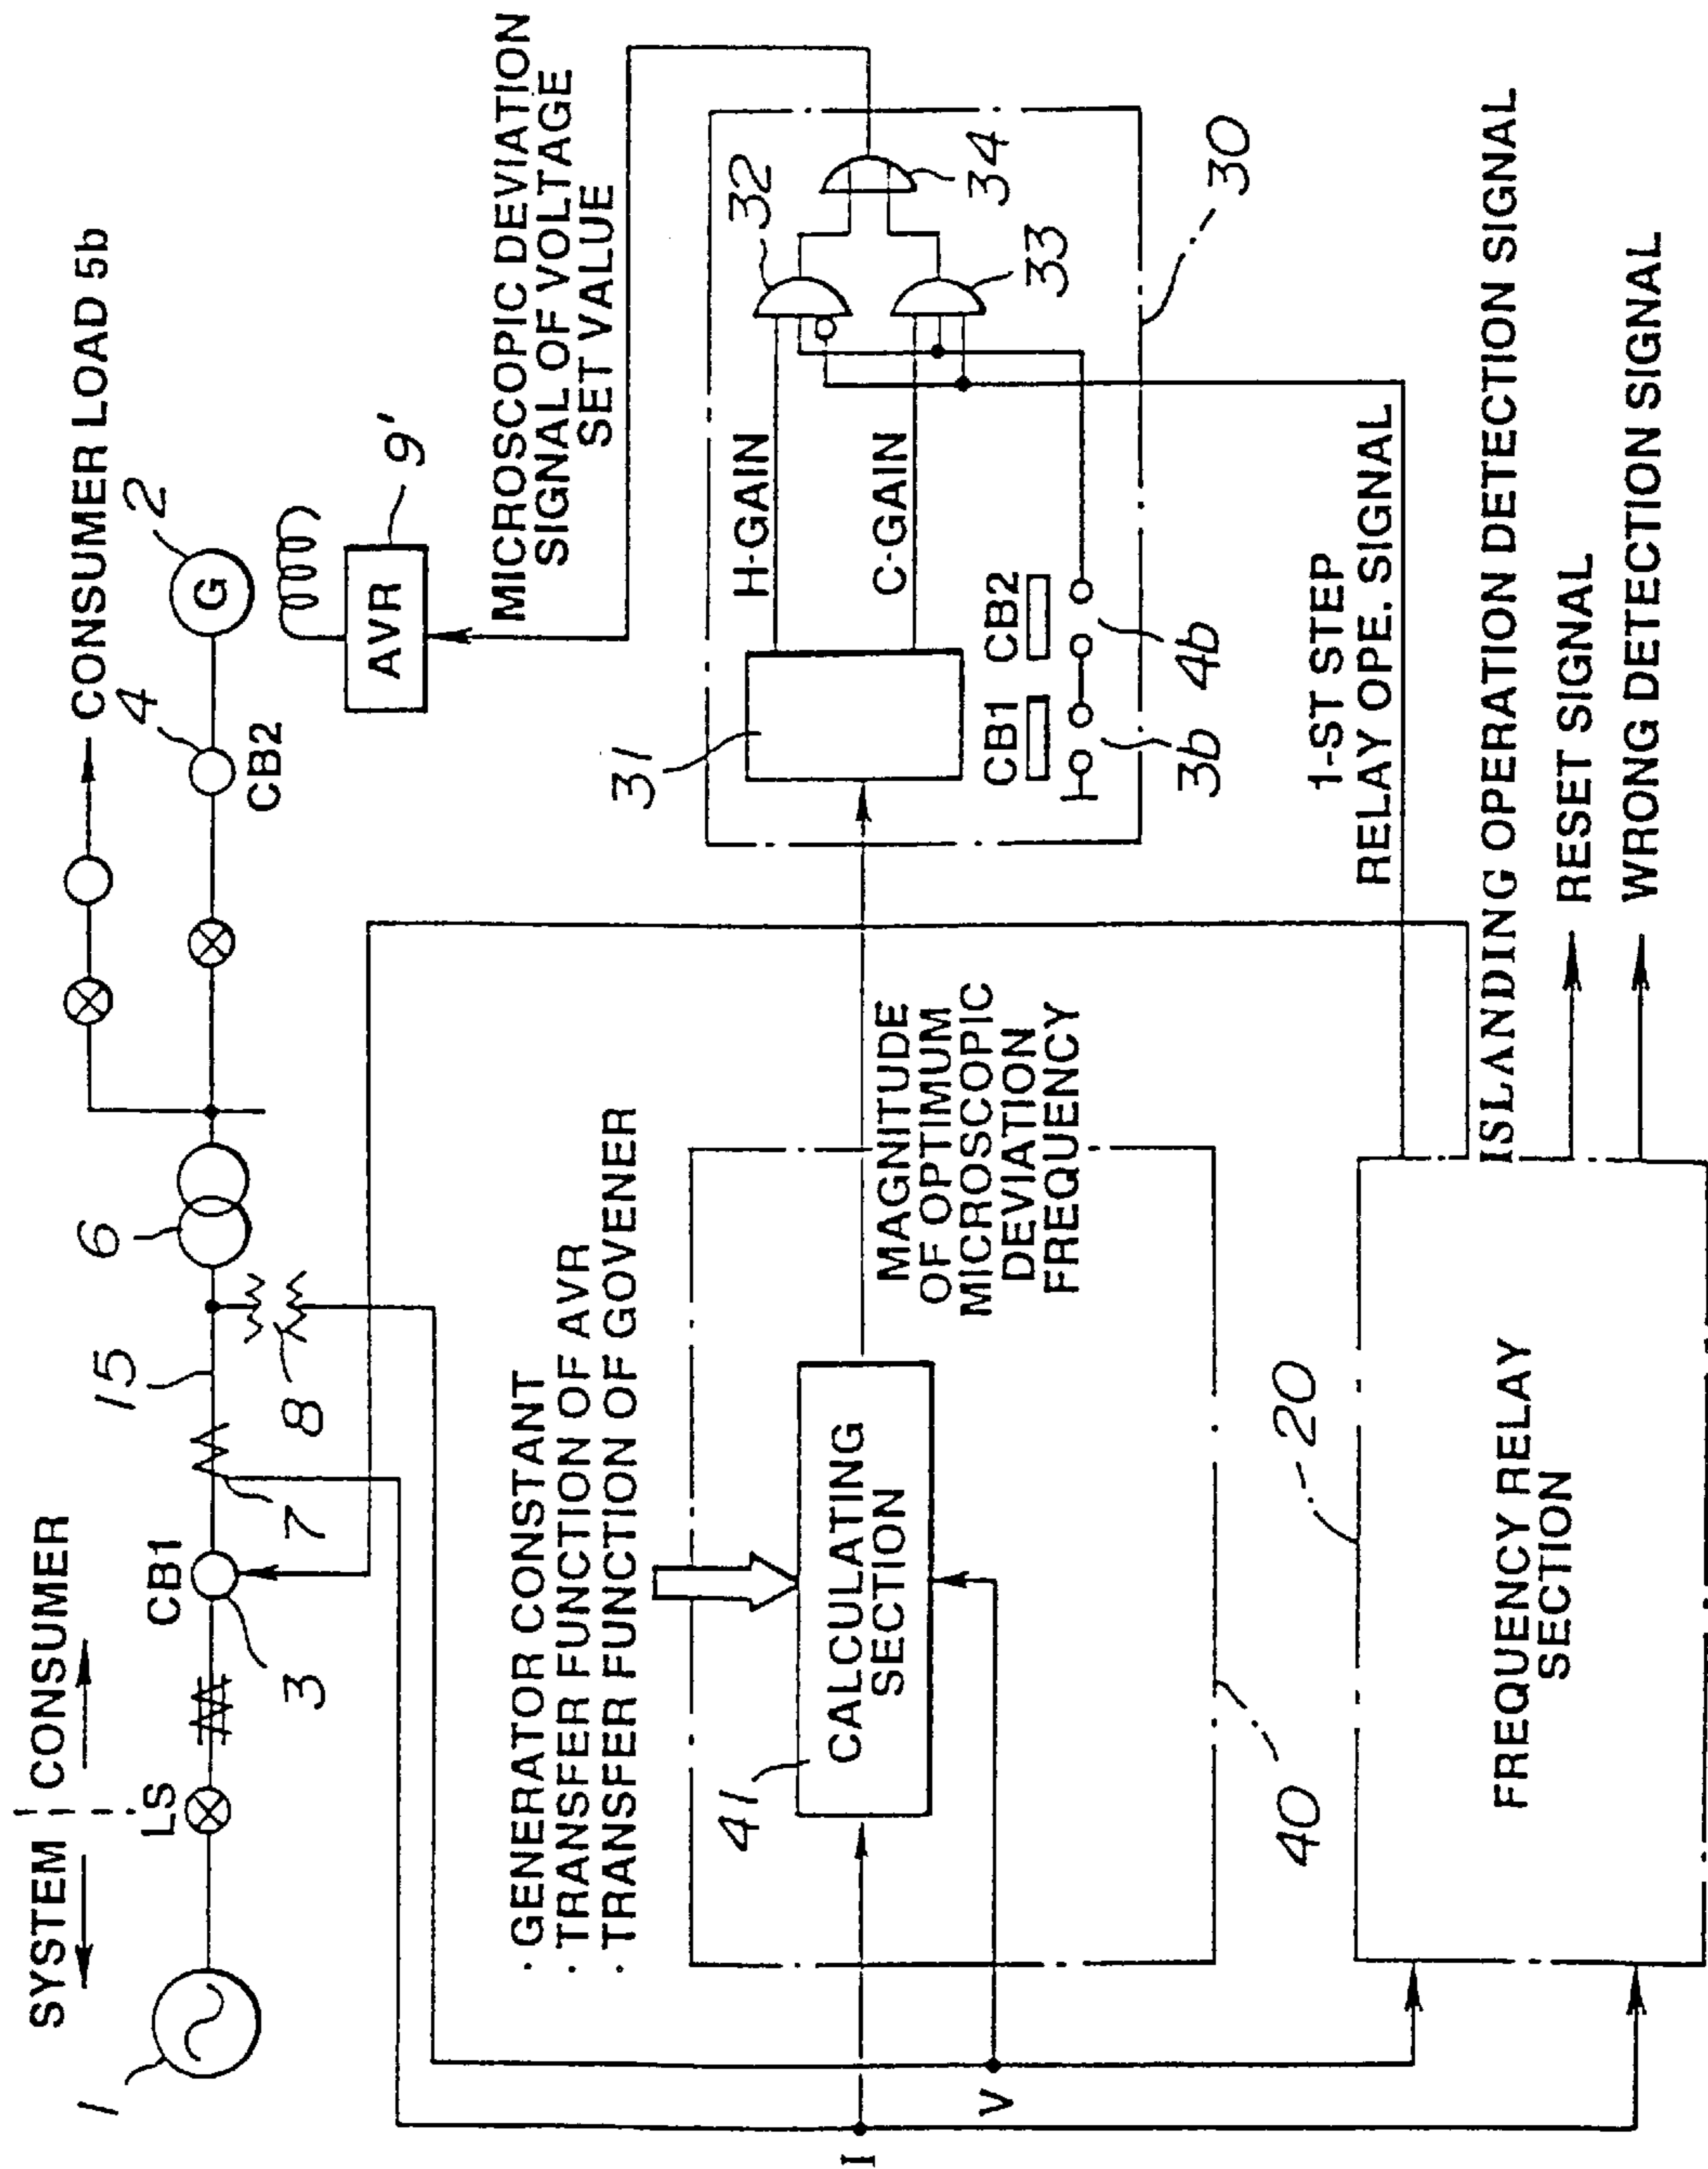 SYSTEM
CONSUMER
CONSUMER LOAD 5b
LS
CB1
CB2
1
3
7
15
8
6
4
2
G
AVR
9'
MICROSCOPIC DEVIATION
SIGNAL OF VOLTAGE
SET VALUE
· GENERATOR CONSTANT
· TRANSFER FUNCTION OF AVR
· TRANSFER FUNCTION OF GOVENER
41
CALCULATING
SECTION
40
MAGNITUDE
OF OPTIMUM
MICROSCOPIC
DEVIATION
FREQUENCY
31
H-GAIN
C-GAIN
32
33
34
30
CB1
CB2
3b
4b
I
V
1-ST STEP
RELAY OPE. SIGNAL
20
FREQUENCY RELAY
SECTION
ISLANDING OPERATION DETECTION SIGNAL
RESET SIGNAL
WRONG DETECTION SIGNAL